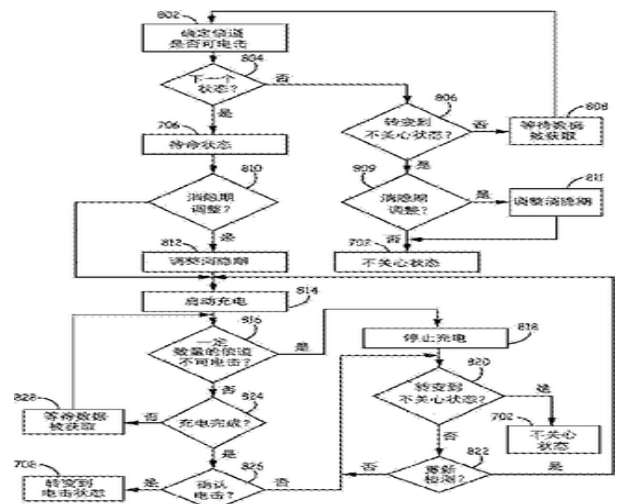 802
确定侦道
是否可电击
804
下一个
状态?
否
是
806
转变到
不关心状态?
否
808
等待数据
被获取
706
待命状态
是
810
消隐期
调整?
809
消隐期
调整?
是
811
调整消隐期
是
否
812
调整消隐期
702
不关心状态
启动充电
814
816
一定
数量的侦道
不可电击?
是
停止充电
818
820
转变到
不关心状态?
是
否
828
等待数据
被获取
否
824
充电完成?
702
不关心
状态
是
否
708
转变到
电击状态
是
826
确认
电击?
否
否
822
重新
检测?
是